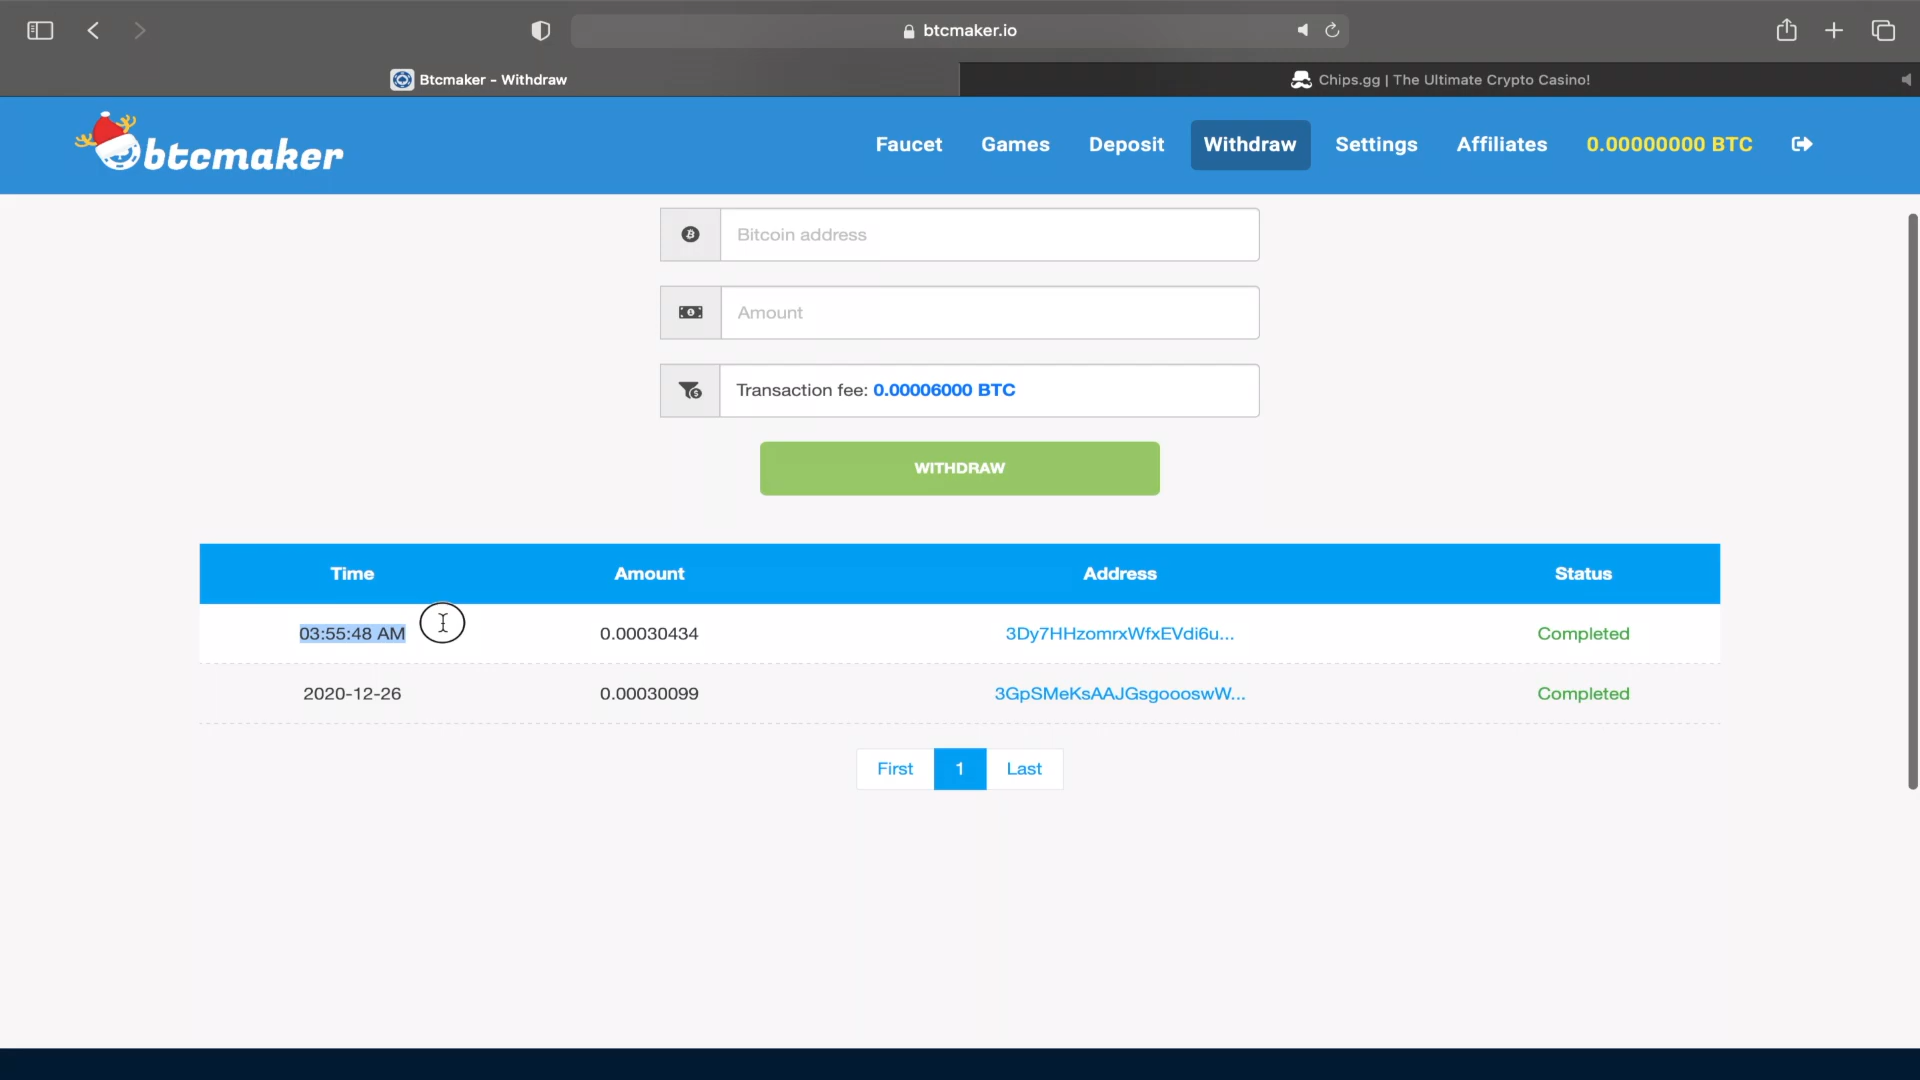 btcmaker.io
Btcmaker - Withdraw
Chips.gg | The Ultimate Crypto Casino!
btcmaker
Faucet
Games
Deposit
Withdraw
Settings
Affiliates
0.00000000 BTC
Bitcoin address
Amount
Transaction fee: 0.00006000 BTC
WITHDRAW
Time Amount Address Status
03:55:48 AM 0.00030434 3Dy7HHzomrxWfxEVdi6u... Completed
2020-12-26 0.00030099 3GpSMeKsAAJGsgoooswW... Completed
First 1 Last